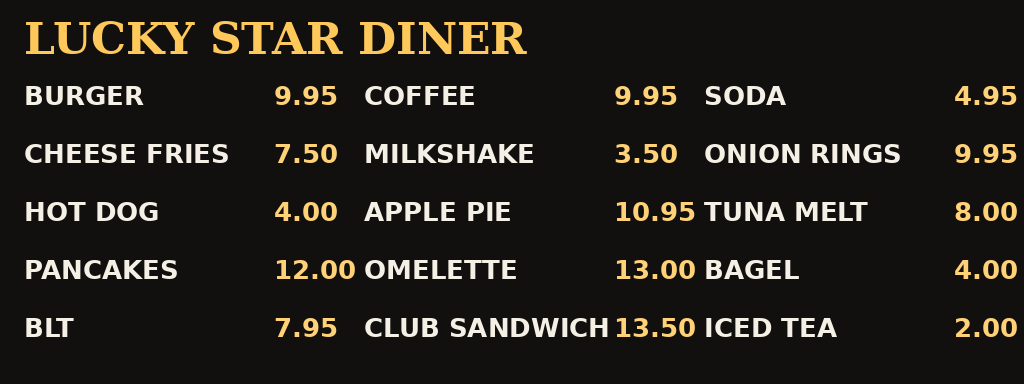 LUCKY STAR DINER
BURGER 9.95 COFFEE 9.95 SODA 4.95
CHEESE FRIES 7.50 MILKSHAKE 3.50 ONION RINGS 9.95
HOT DOG 4.00 APPLE PIE 10.95 TUNA MELT 8.00
PANCAKES 12.00 OMELETTE 13.00 BAGEL 4.00
BLT 7.95 CLUB SANDWICH 13.50 ICED TEA 2.00